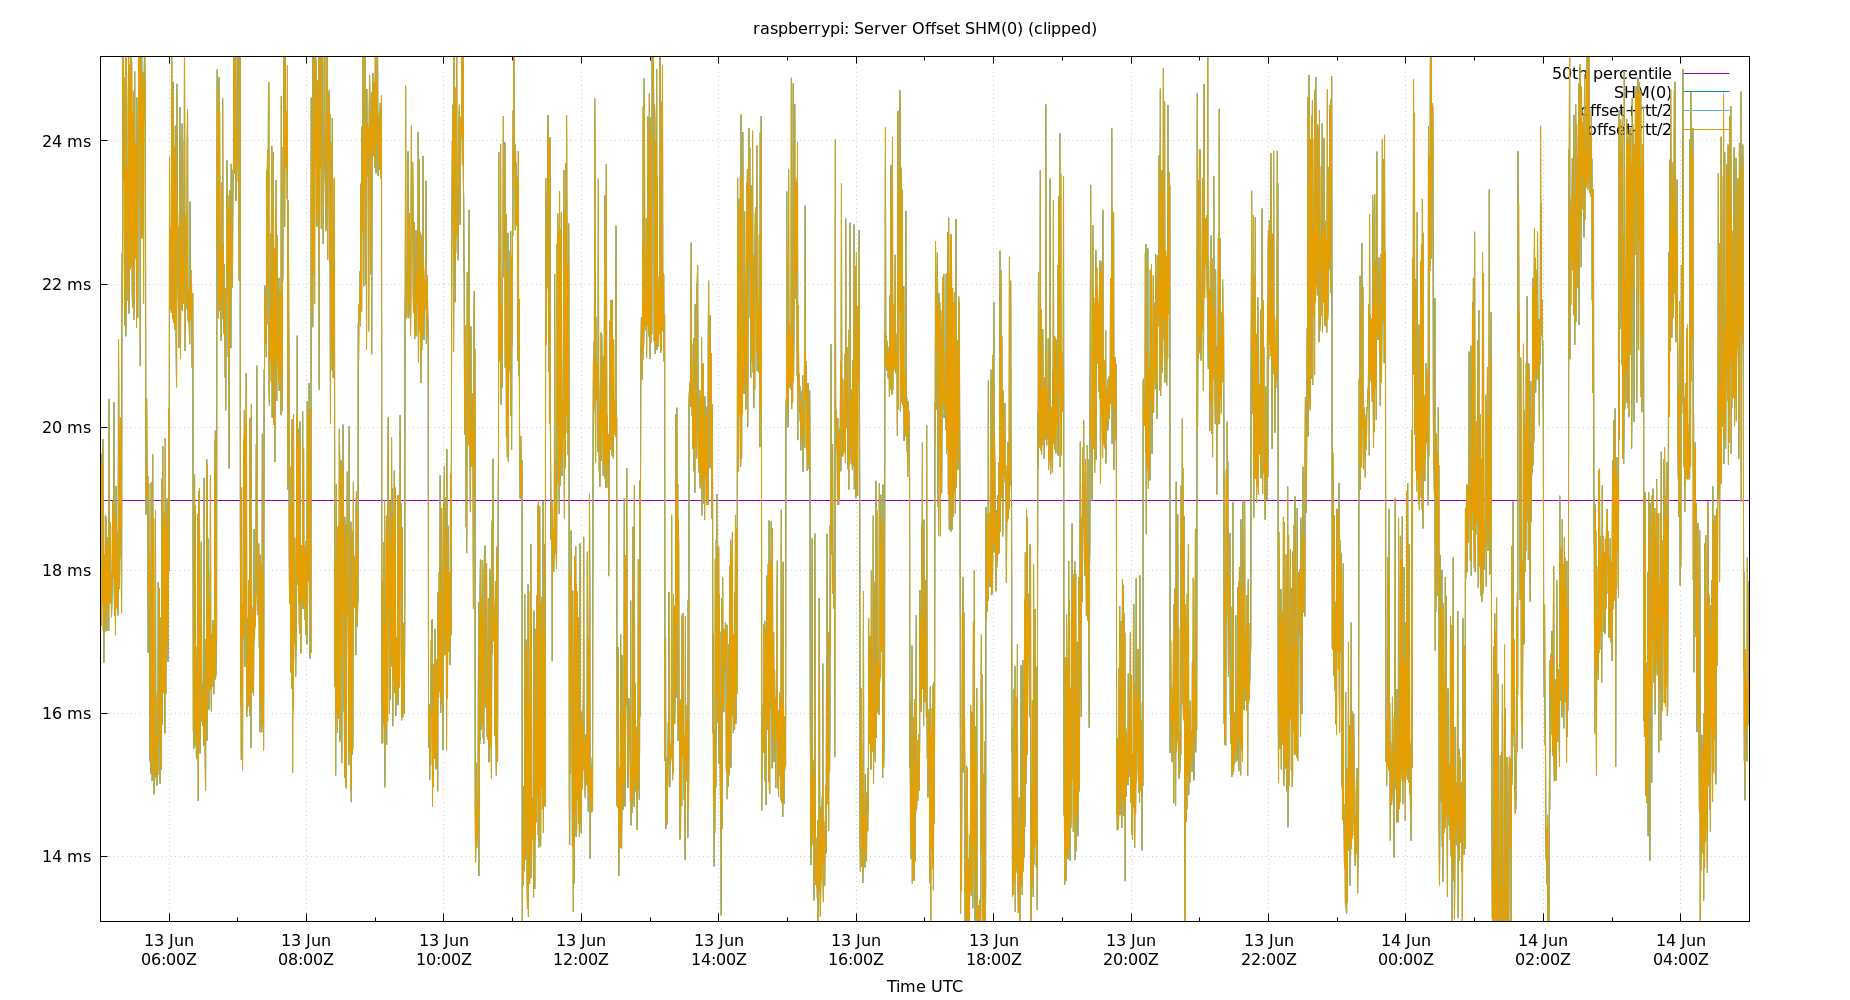 raspberrypi: Server Offset SHM(0) (clipped)
50th percentile
SHM(0)
offset+rtt/2
offset-rtt/2
24 ms
22 ms
20 ms
18 ms
16 ms
14 ms
13 Jun 13 Jun 13 Jun 13 Jun 13 Jun 13 Jun 13 Jun 13 Jun 13 Jun 14 Jun 14 Jun 14 Jun
06:00Z 08:00Z 10:00Z 12:00Z 14:00Z 16:00Z 18:00Z 20:00Z 22:00Z 00:00Z 02:00Z 04:00Z
Time UTC